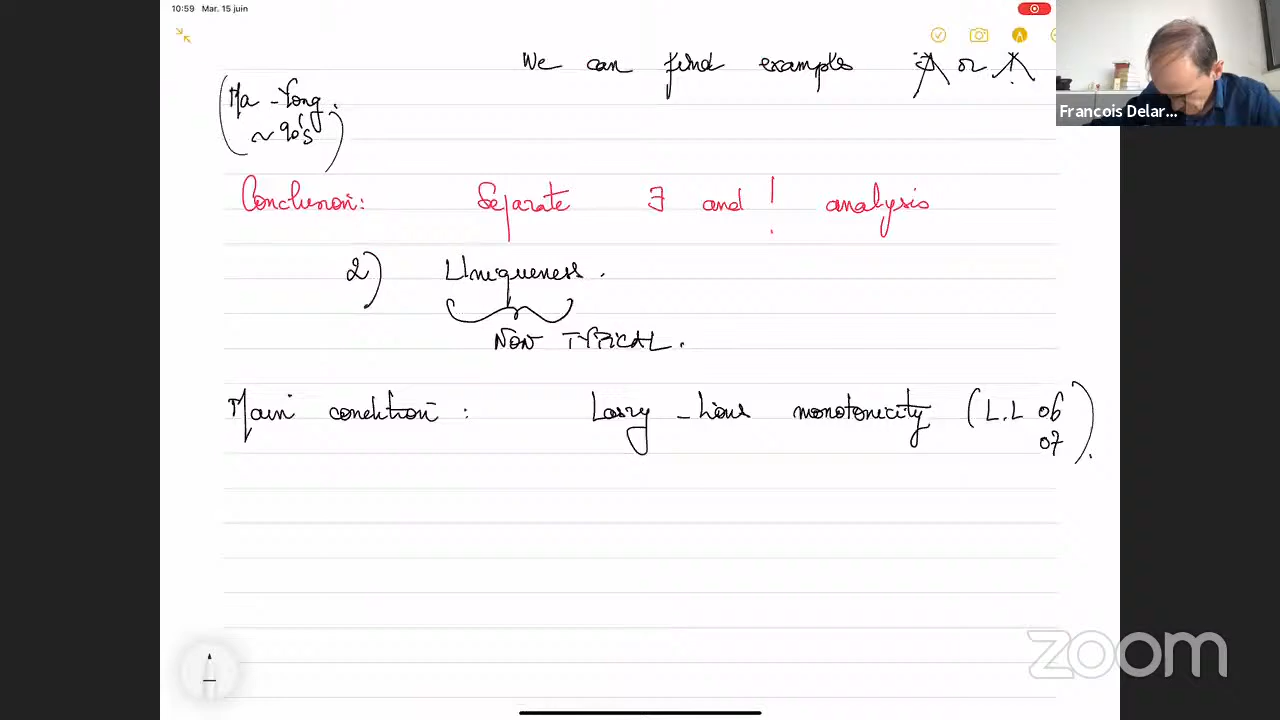 10:59 Mar. 15 juin
We can find examples ∄ or !
(Ma-Yong
~ 90's)
Francois Delar...
Conclusion: Separate ∃ and ! analysis
2) Uniqueness.
NON TYPICAL.
Main condition: Lasry-Lions monotonicity (L.L 06
07).
zoom